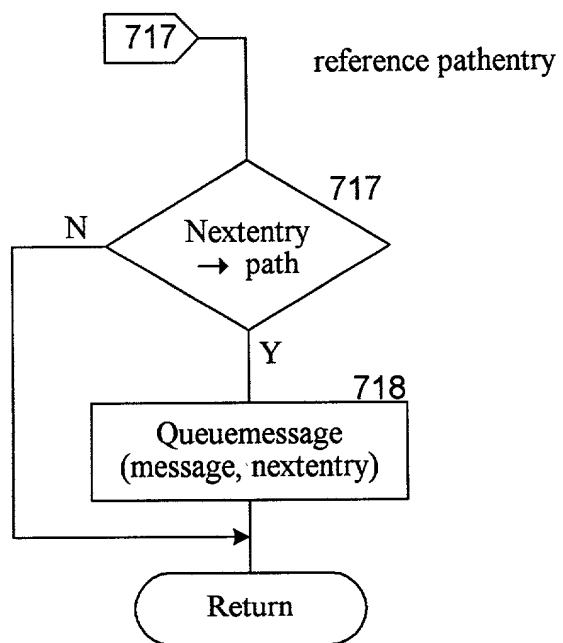 717
reference pathentry
717
N
Nextentry
→ path
Y
718
Queuemessage
(message, nextentry)
Return